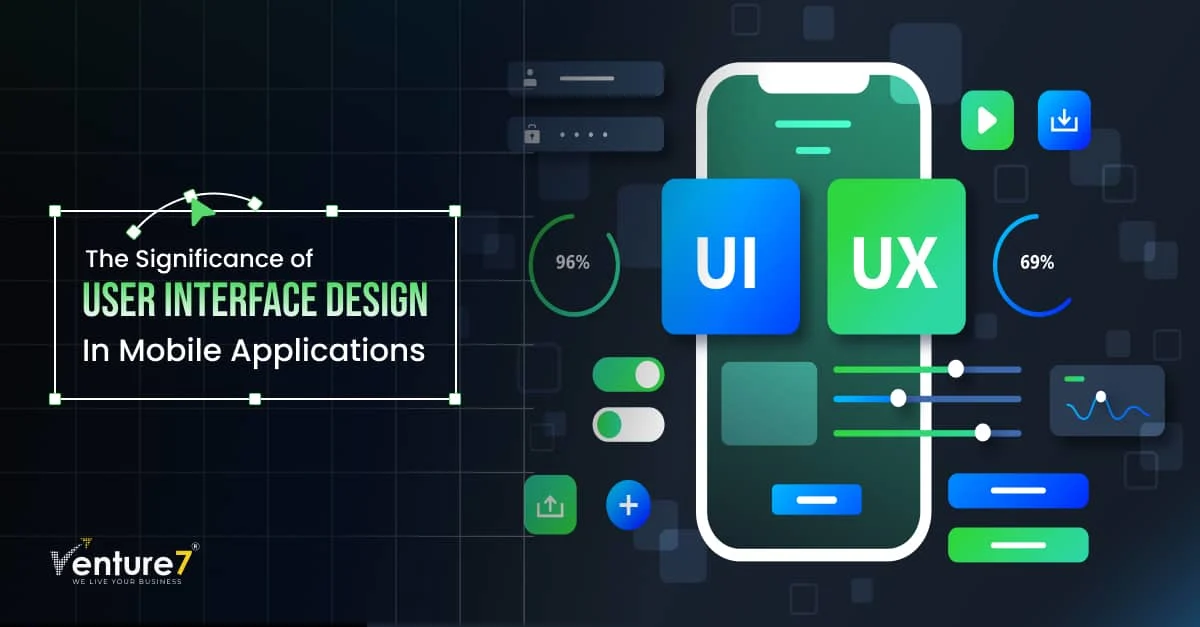 The Significance of
USER INTERFACE DESIGN
In Mobile Applications
96%
UI
UX
69%
Venture7®
WE LIVE YOUR BUSINESS